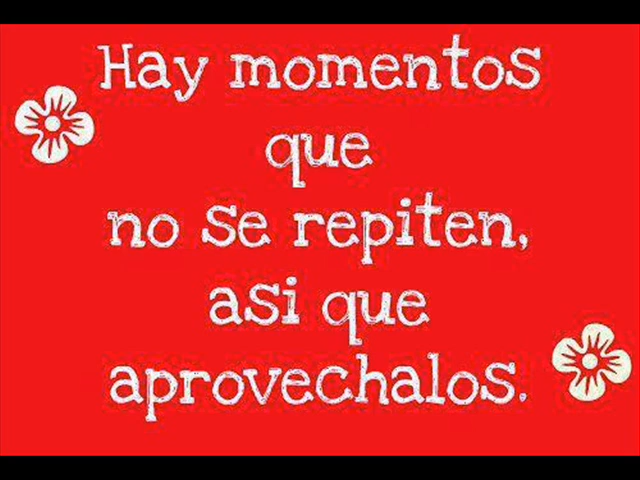 Hay momentos
que
no se repiten,
asi que
aprovechalos.